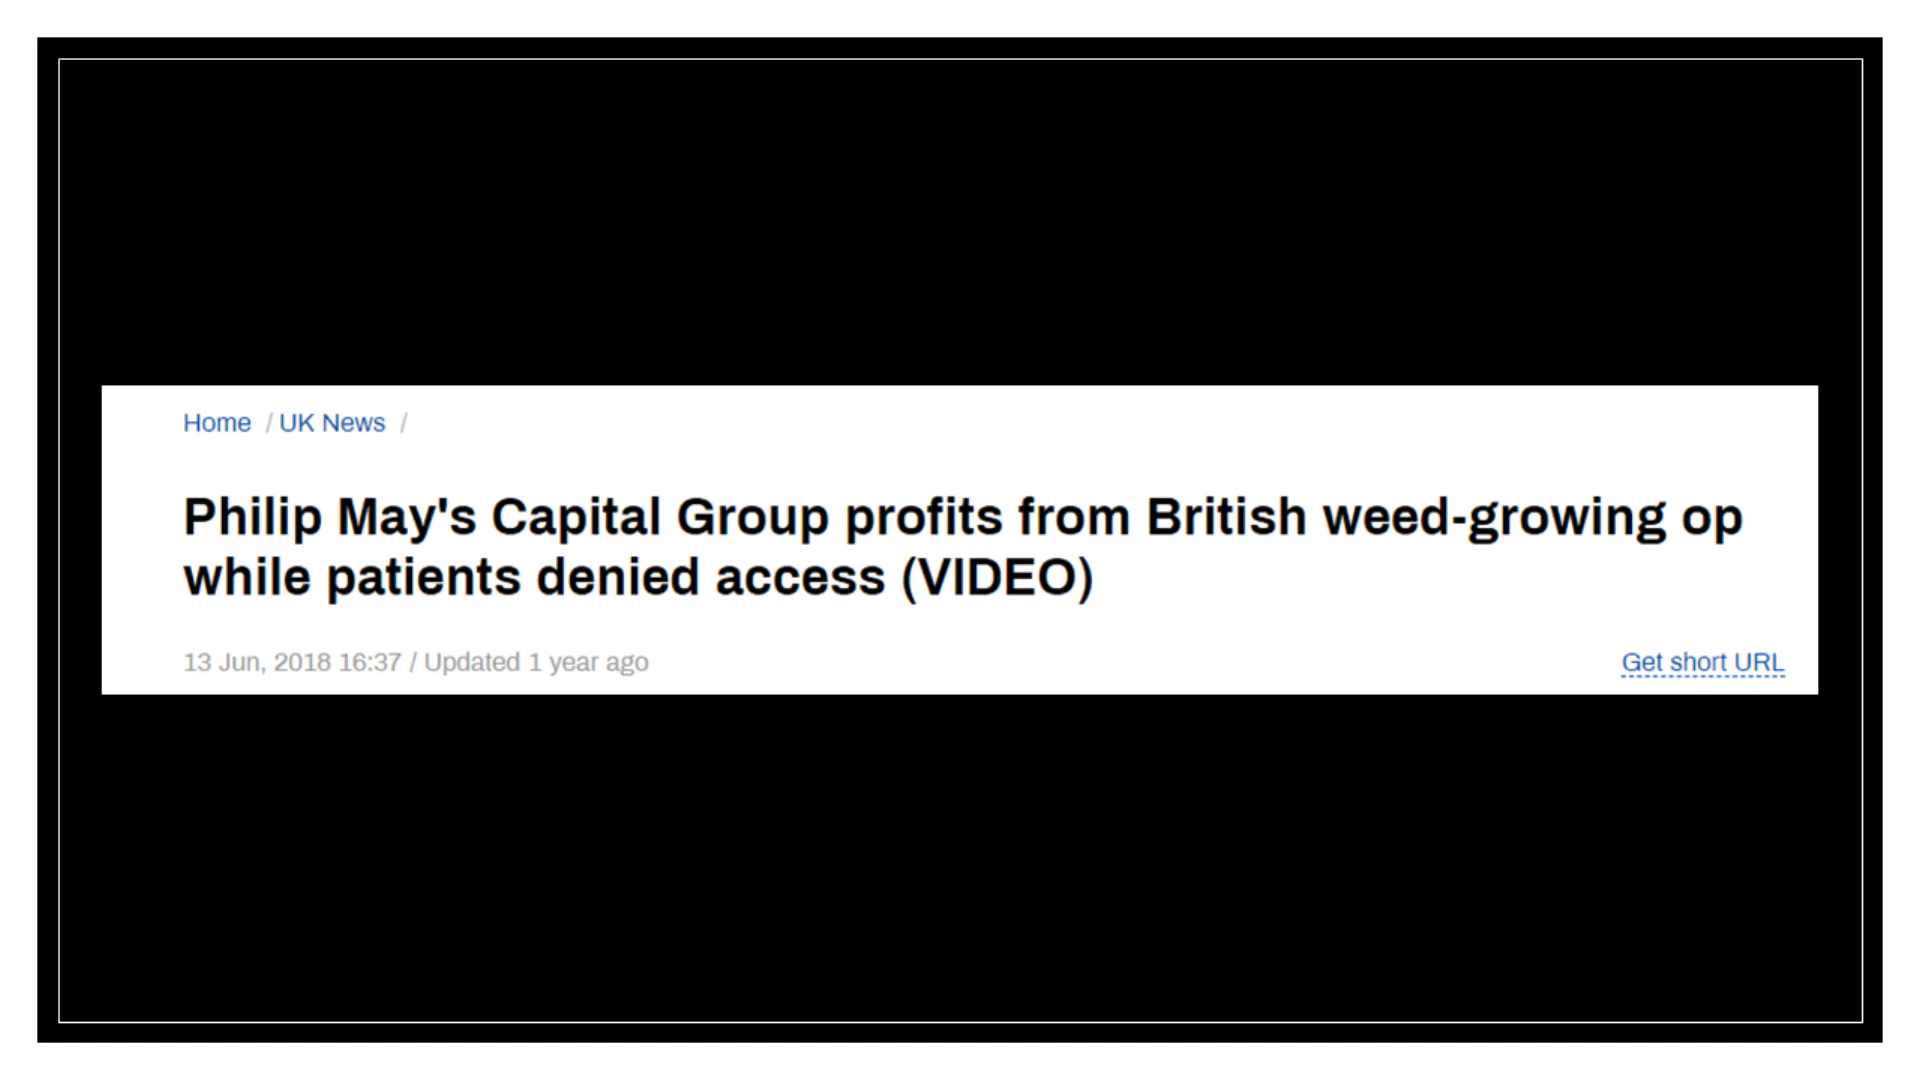 Home / UK News /
Philip May's Capital Group profits from British weed-growing op
while patients denied access (VIDEO)
13 Jun, 2018 16:37 / Updated 1 year ago
Get short URL